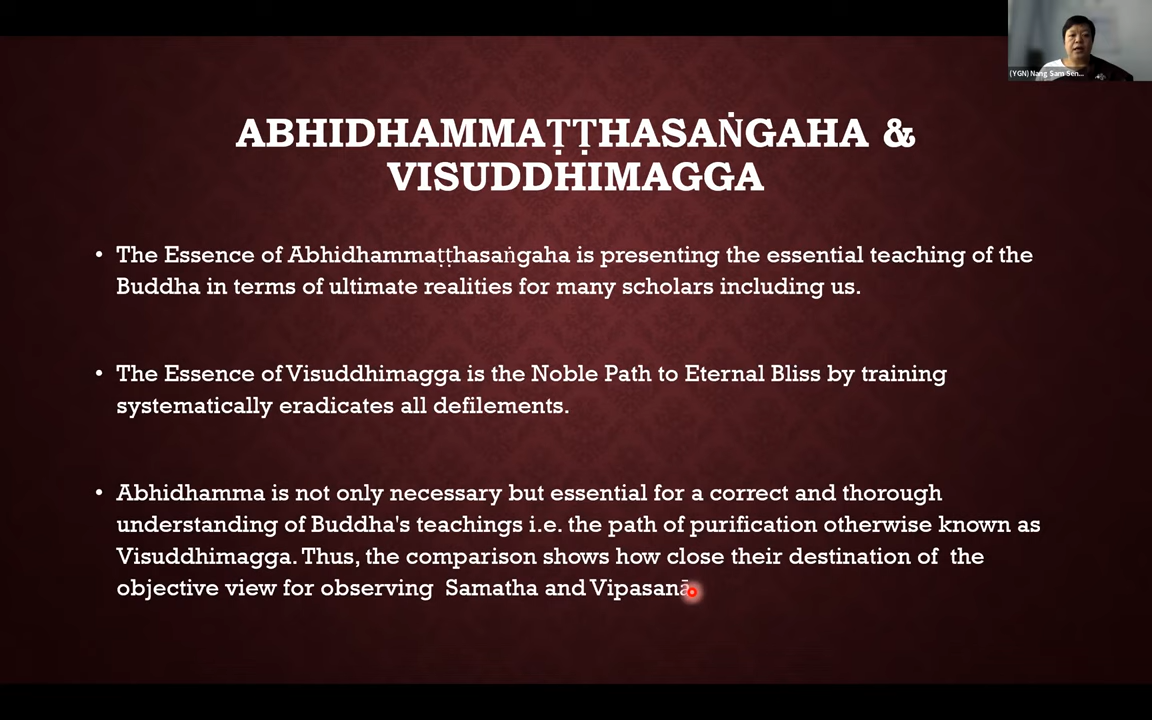 (YGN) Nang Sam Sen...
ABHIDHAMMAṬṬHASAṄGAHA &
VISUDDHIMAGGA
• The Essence of Abhidhammaṭṭhasaṅgaha is presenting the essential teaching of the
Buddha in terms of ultimate realities for many scholars including us.
• The Essence of Visuddhimagga is the Noble Path to Eternal Bliss by training
systematically eradicates all defilements.
• Abhidhamma is not only necessary but essential for a correct and thorough
understanding of Buddha's teachings i.e. the path of purification otherwise known as
Visuddhimagga. Thus, the comparison shows how close their destination of the
objective view for observing Samatha and Vipasanā